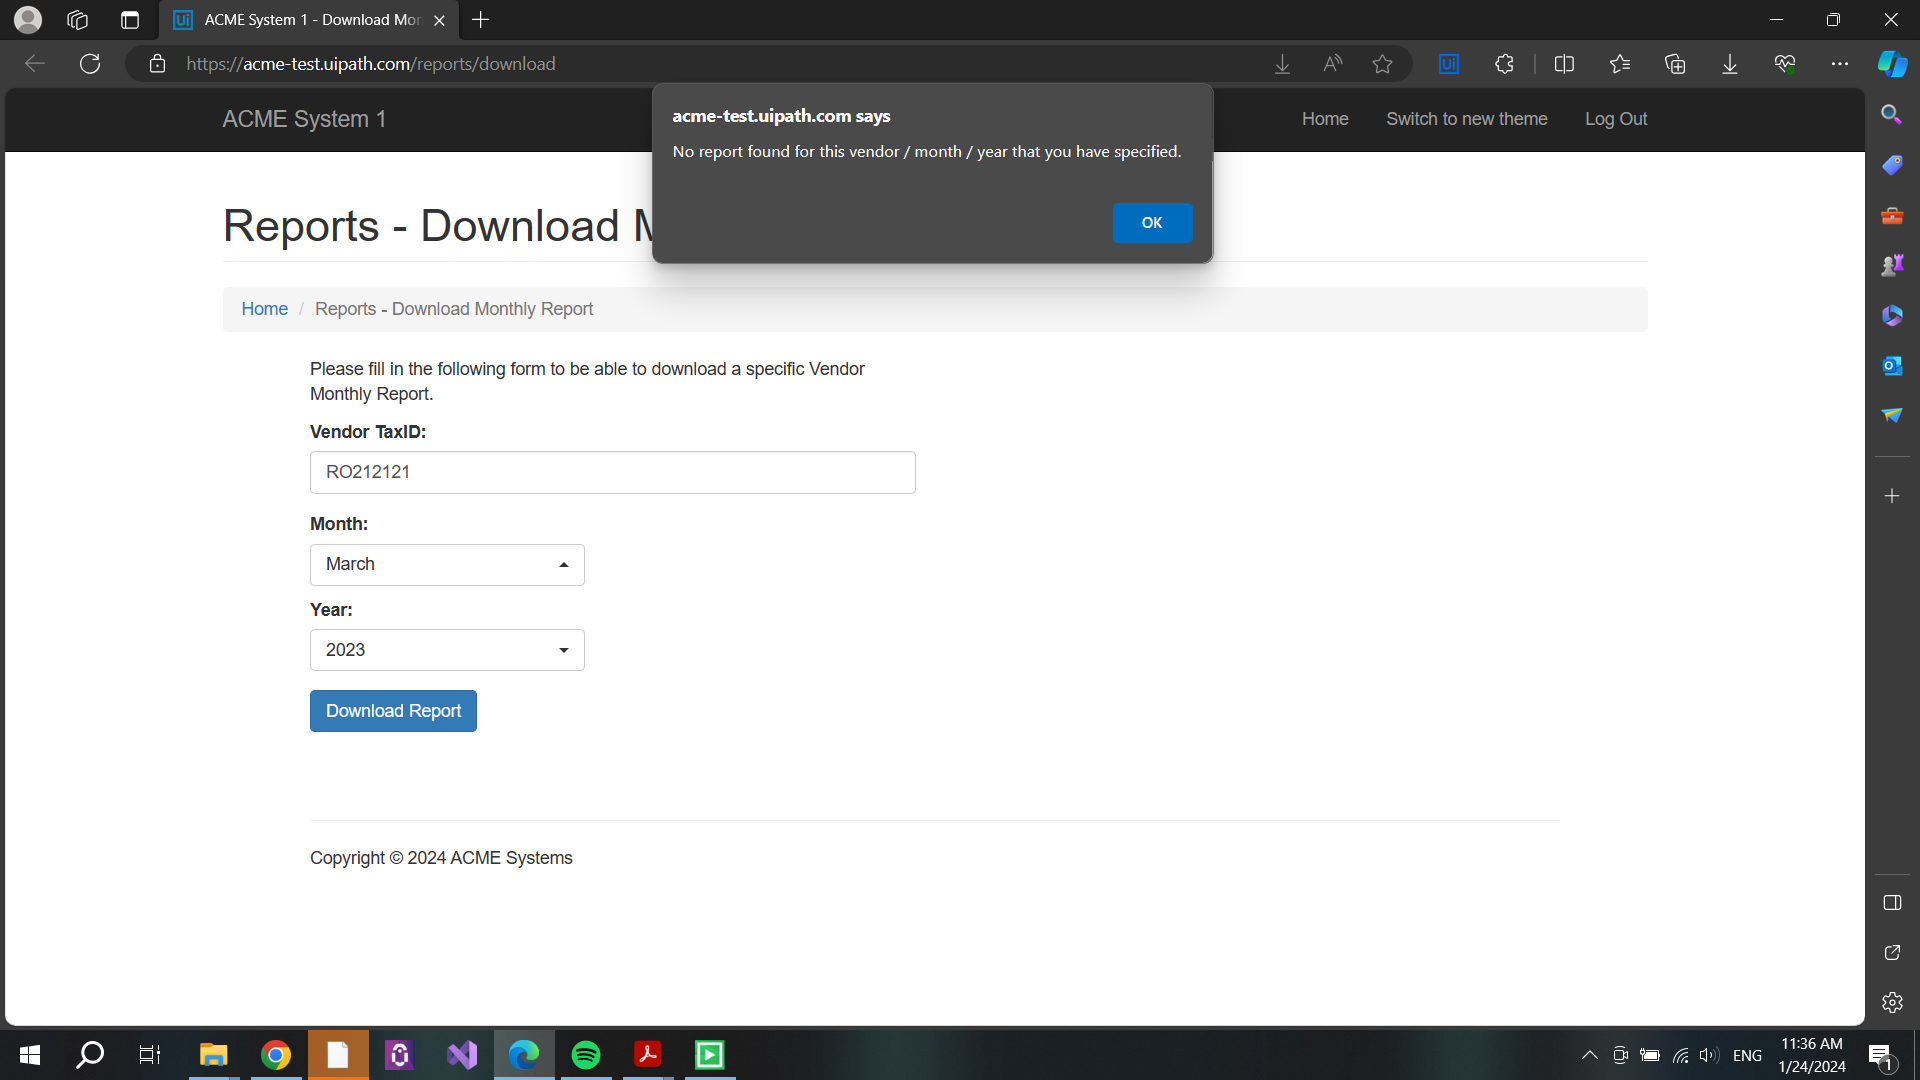 ACME System 1 - Download Mon
https://acme-test.uipath.com/reports/download
ACME System 1
Home
Switch to new theme
Log Out
acme-test.uipath.com says
No report found for this vendor / month / year that you have specified.
OK
Reports - Download M
Home / Reports - Download Monthly Report
Please fill in the following form to be able to download a specific Vendor
Monthly Report.
Vendor TaxID:
RO212121
Month:
March
Year:
2023
Download Report
Copyright © 2024 ACME Systems
ENG
11:36 AM
1/24/2024
1